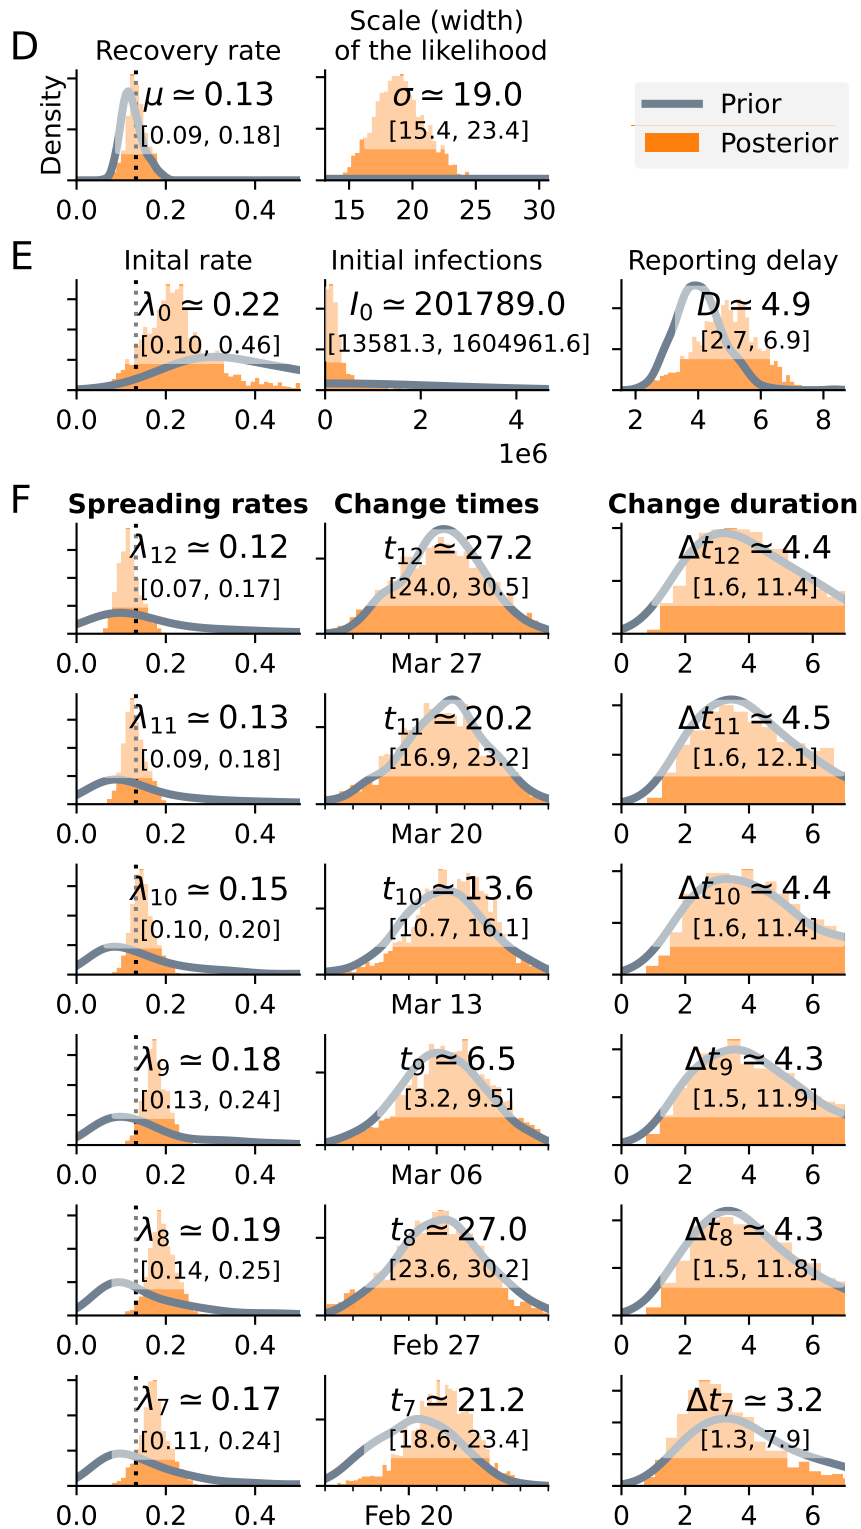 D
Recovery rate
Scale (width)
of the likelihood
Density
μ ≃ 0.13
[0.09, 0.18]
σ ≃ 19.0
[15.4, 23.4]
Prior
Posterior
0.0 0.2 0.4
15 20 25 30
E
Inital rate
Initial infections
Reporting delay
λ0 ≃ 0.22
[0.10, 0.46]
I0 ≃ 201789.0
[13581.3, 1604961.6]
D ≃ 4.9
[2.7, 6.9]
0.0 0.2 0.4
0 2 4
1e6
2 4 6 8
F
Spreading rates
Change times
Change duration
λ12 ≃ 0.12
[0.07, 0.17]
t12 ≃ 27.2
[24.0, 30.5]
Δt12 ≃ 4.4
[1.6, 11.4]
0.0 0.2 0.4
Mar 27
0 2 4 6
λ11 ≃ 0.13
[0.09, 0.18]
t11 ≃ 20.2
[16.9, 23.2]
Δt11 ≃ 4.5
[1.6, 12.1]
0.0 0.2 0.4
Mar 20
0 2 4 6
λ10 ≃ 0.15
[0.10, 0.20]
t10 ≃ 13.6
[10.7, 16.1]
Δt10 ≃ 4.4
[1.6, 11.4]
0.0 0.2 0.4
Mar 13
0 2 4 6
λ9 ≃ 0.18
[0.13, 0.24]
t9 ≃ 6.5
[3.2, 9.5]
Δt9 ≃ 4.3
[1.5, 11.9]
0.0 0.2 0.4
Mar 06
0 2 4 6
λ8 ≃ 0.19
[0.14, 0.25]
t8 ≃ 27.0
[23.6, 30.2]
Δt8 ≃ 4.3
[1.5, 11.8]
0.0 0.2 0.4
Feb 27
0 2 4 6
λ7 ≃ 0.17
[0.11, 0.24]
t7 ≃ 21.2
[18.6, 23.4]
Δt7 ≃ 3.2
[1.3, 7.9]
0.0 0.2 0.4
Feb 20
0 2 4 6